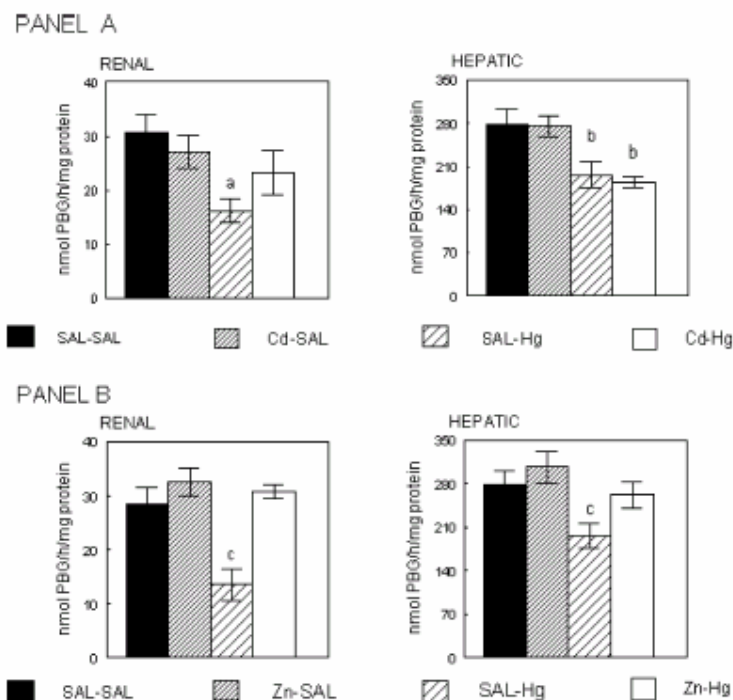 PANEL A
RENAL
HEPATIC
nmol PBG/h/mg protein
40
30
20
10
0
a
nmol PBG/h/mg protein
350
280
210
140
70
0
b
b
SAL-SAL
Cd-SAL
SAL-Hg
Cd-Hg
PANEL B
RENAL
HEPATIC
nmol PBG/h/mg protein
40
30
20
10
0
c
nmol PBG/h/mg protein
350
280
210
140
70
0
c
SAL-SAL
Zn-SAL
SAL-Hg
Zn-Hg